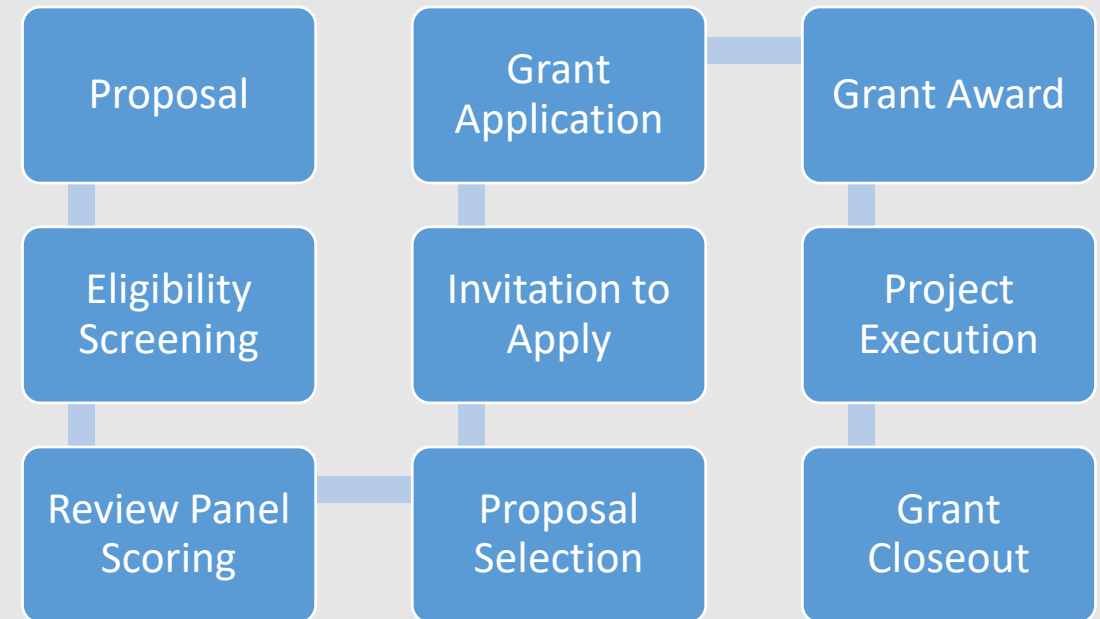 Proposal
Eligibility
Screening
Review Panel
Scoring
Proposal
Selection
Invitation to
Apply
Grant
Application
Grant Award
Project
Execution
Grant
Closeout